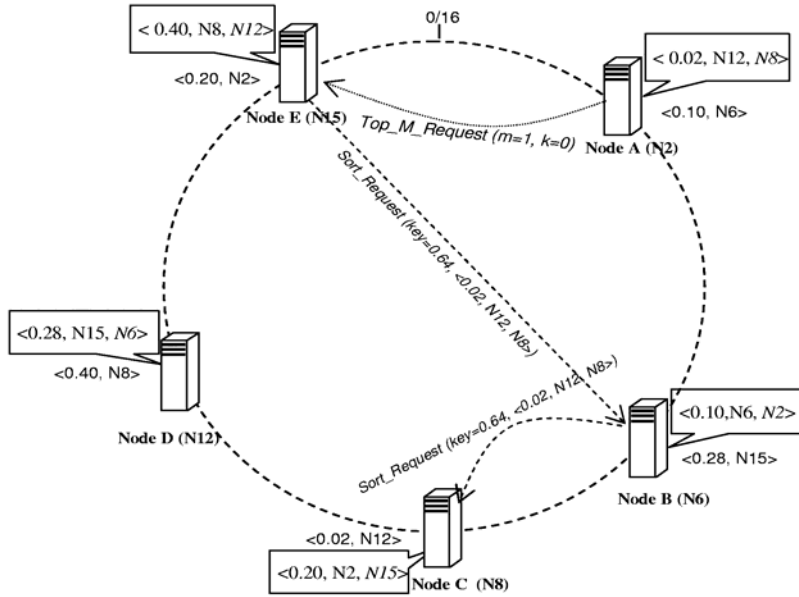 0/16
< 0.40, N8, N12>
<0.20, N2>
Node E (N15)
< 0.02, N12, N8>
<0.10, N6>
Node A (N2)
Top_M_Request (m=1, k=0)
Sort_Request (key=0.64, <0.02, N12, N8>)
<0.28, N15, N6>
<0.40, N8>
Node D (N12)
Sort_Request (key=0.64, <0.02, N12, N8>)
<0.10,N6, N2>
<0.28, N15>
Node B (N6)
<0.02, N12>
<0.20, N2, N15>
Node C (N8)